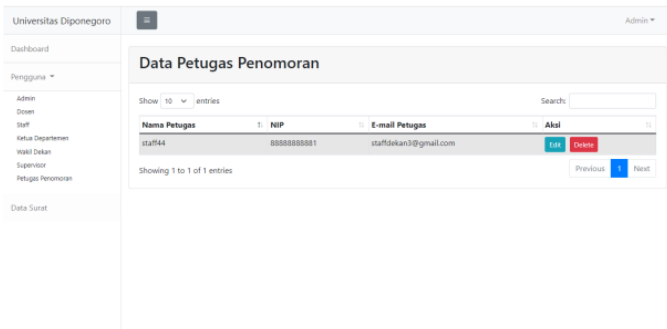 Universitas Diponegoro
Admin
Dashboard
Pengguna
Admin
Dosen
Staff
Ketua Departemen
Wakil Dekan
Supervisor
Petugas Penomoran
Data Surat
Data Petugas Penomoran
Show 10 entries
Search:
Nama Petugas NIP E-mail Petugas Aksi
staff44 88888888881 staffdekan3@gmail.com Edit Delete
Showing 1 to 1 of 1 entries
Previous 1 Next